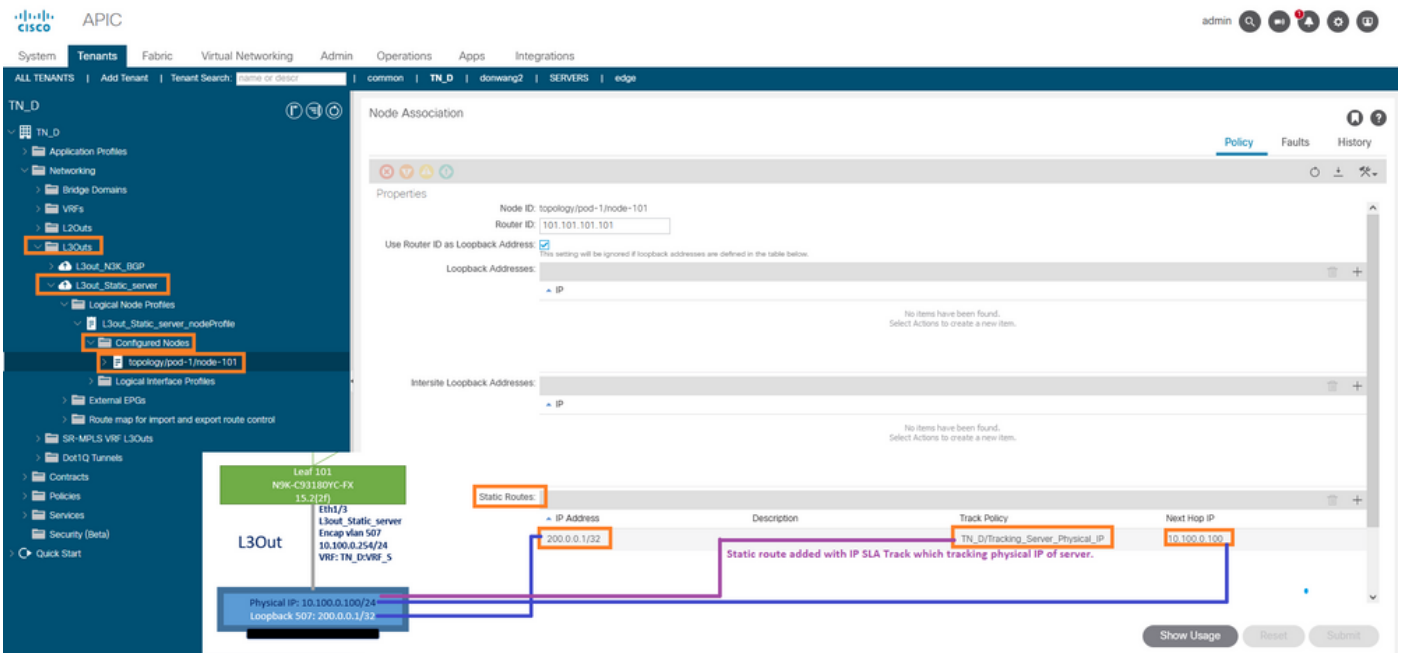 CISCO
APIC
admin
1
System Tenants Fabric Virtual Networking Admin Operations Apps Integrations
ALL TENANTS | Add Tenant | Tenant Search: name or descr | common | TN_D | donwang2 | SERVERS | edge
TN_D
TN_D
Application Profiles
Networking
Bridge Domains
VRFs
L2Outs
L3Outs
L3out_N3K_BGP
L3out_Static_server
Logical Node Profiles
L3out_Static_server_nodeProfile
Configured Nodes
topology/pod-1/node-101
Logical Interface Profiles
External EPGs
Route map for import and export route control
SR-MPLS VRF L3Outs
Dot1Q Tunnels
Contracts
Policies
Services
Security (Beta)
Quick Start
Node Association
Policy Faults History
Properties
Node ID: topology/pod-1/node-101
Router ID: 101.101.101.101
Use Router ID as Loopback Address:
This setting will be ignored if loopback addresses are defined in the table below.
Loopback Addresses:
IP
No items have been found.
Select Actions to create a new item.
Intersite Loopback Addresses:
IP
No items have been found.
Select Actions to create a new item.
Static Routes:
IP Address Description Track Policy Next Hop IP
200.0.0.1/32 TN_D/Tracking_Server_Physical_IP 10.100.0.100
Static route added with IP SLA Track which tracking physical IP of server.
Leaf 101
N9K-C93180YC-FX
15.2(2f)
L3Out
Eth1/3
L3out_Static_server
Encap vlan 507
10.100.0.254/24
VRF: TN_D:VRF_S
Physical IP: 10.100.0.100/24
Loopback 507: 200.0.0.1/32
Show Usage Reset Submit